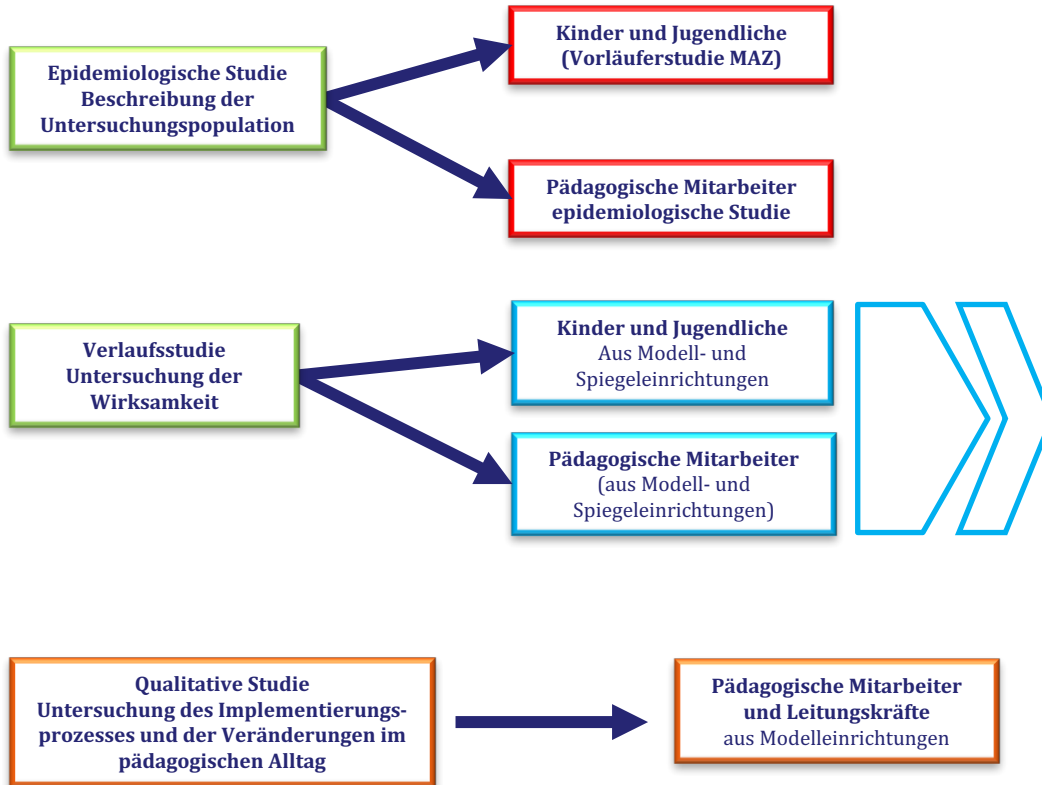 Epidemiologische Studie
Beschreibung der
Untersuchungspopulation
Kinder und Jugendliche
(Vorläuferstudie MAZ)
Pädagogische Mitarbeiter
epidemiologische Studie
Verlaufsstudie
Untersuchung der
Wirksamkeit
Kinder und Jugendliche
Aus Modell- und
Spiegeleinrichtungen
Pädagogische Mitarbeiter
(aus Modell- und
Spiegeleinrichtungen)
Qualitative Studie
Untersuchung des Implementierungs-
prozesses und der Veränderungen im
pädagogischen Alltag
Pädagogische Mitarbeiter
und Leitungskräfte
aus Modelleinrichtungen